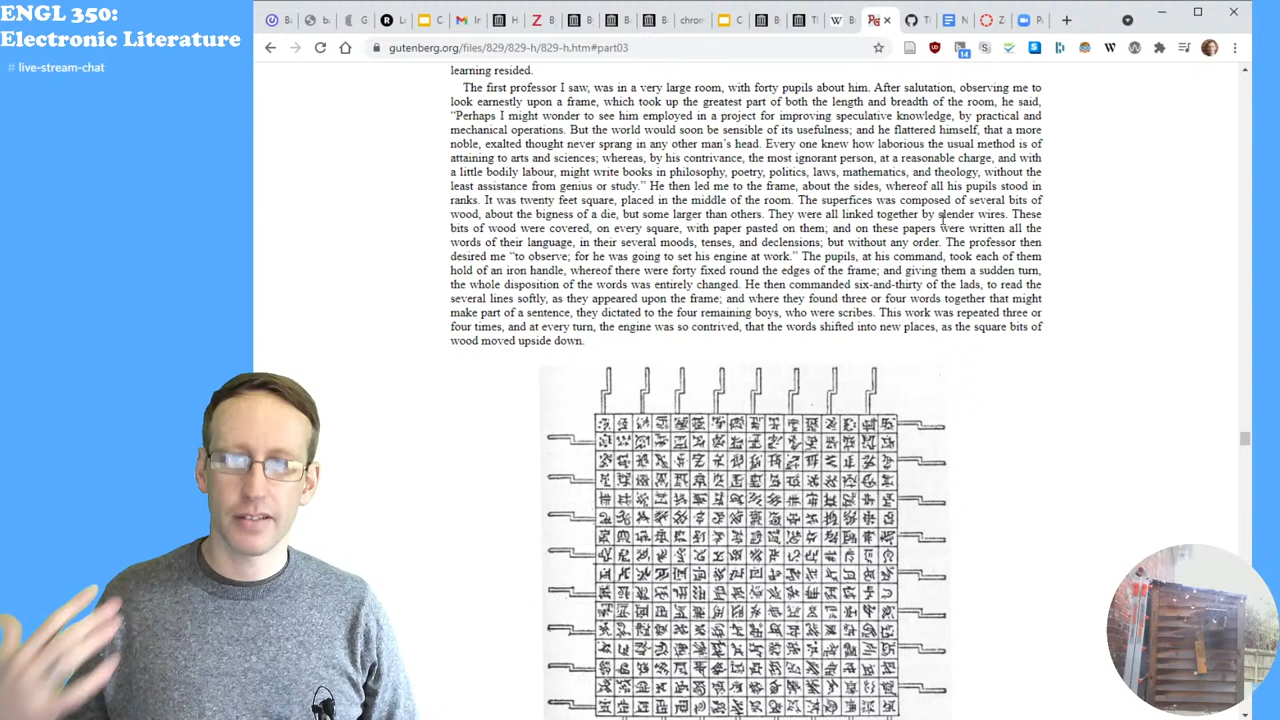 ENGL 350:
Electronic Literature
# live-stream-chat
gutenberg.org/files/829/829-h/829-h.htm#part03
learning resided.
The first professor I saw, was in a very large room, with forty pupils about him. After salutation, observing me to
look earnestly upon a frame, which took up the greatest part of both the length and breadth of the room, he said,
“Perhaps I might wonder to see him employed in a project for improving speculative knowledge, by practical and
mechanical operations. But the world would soon be sensible of its usefulness; and he flattered himself, that a more
noble, exalted thought never sprang in any other man’s head. Every one knew how laborious the usual method is of
attaining to arts and sciences; whereas, by his contrivance, the most ignorant person, at a reasonable charge, and with
a little bodily labour, might write books in philosophy, poetry, politics, laws, mathematics, and theology, without the
least assistance from genius or study.” He then led me to the frame, about the sides, whereof all his pupils stood in
ranks. It was twenty feet square, placed in the middle of the room. The superfices was composed of several bits of
wood, about the bigness of a die, but some larger than others. They were all linked together by slender wires. These
bits of wood were covered, on every square, with paper pasted on them; and on these papers were written all the
words of their language, in their several moods, tenses, and declensions; but without any order. The professor then
desired me “to observe; for he was going to set his engine at work.” The pupils, at his command, took each of them
hold of an iron handle, whereof there were forty fixed round the edges of the frame; and giving them a sudden turn,
the whole disposition of the words was entirely changed. He then commanded six-and-thirty of the lads, to read the
several lines softly, as they appeared upon the frame; and where they found three or four words together that might
make part of a sentence, they dictated to the four remaining boys, who were scribes. This work was repeated three or
four times, and at every turn, the engine was so contrived, that the words shifted into new places, as the square bits of
wood moved upside down.